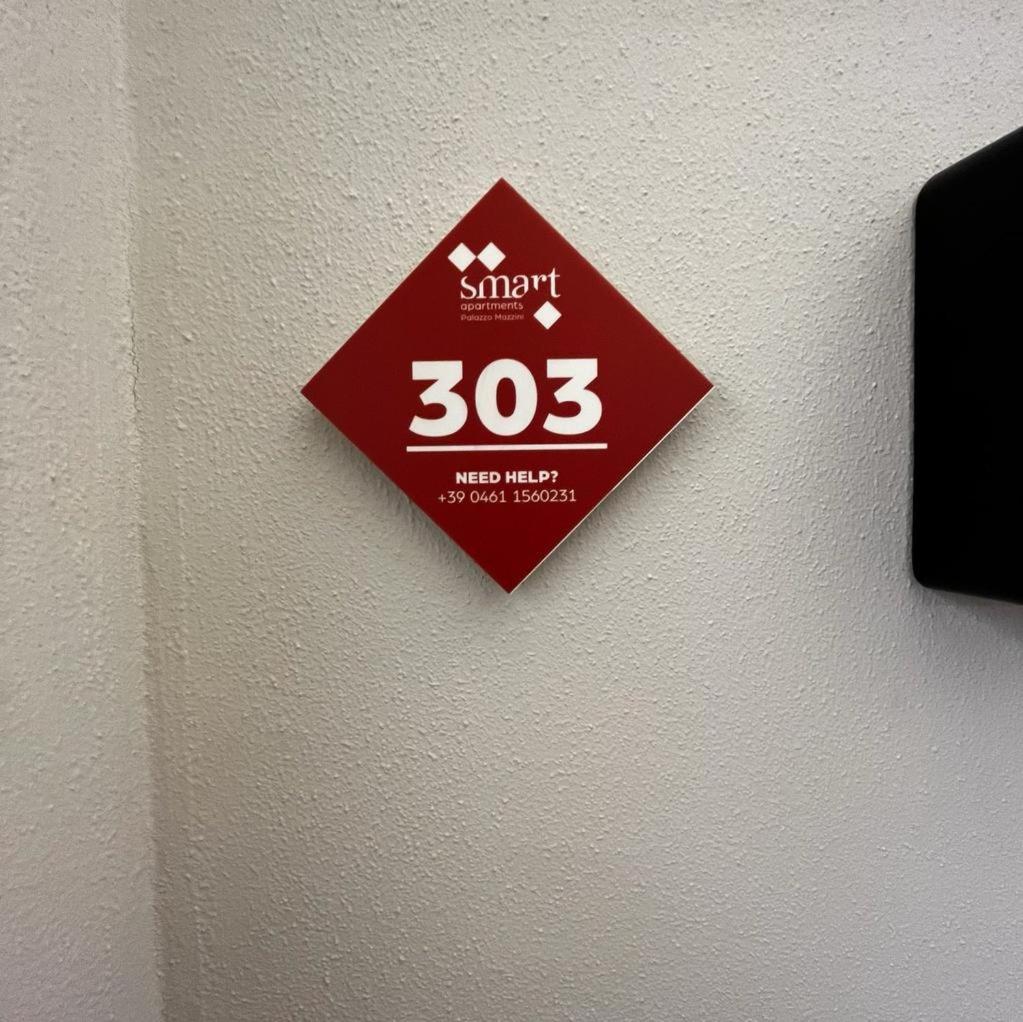 smart
apartments
Palazzo Mazzini
303
NEED HELP?
+39 0461 1560231